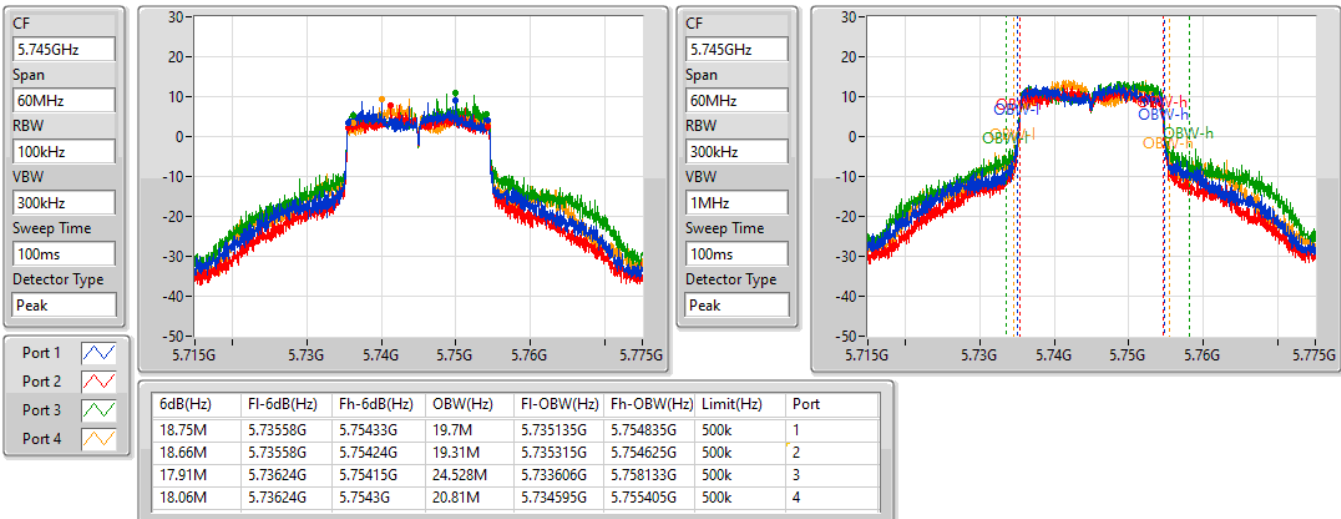 CF
5.745GHz
Span
60MHz
RBW
100kHz
VBW
300kHz
Sweep Time
100ms
Detector Type
Peak
Port 1
Port 2
Port 3
Port 4
30
20
10
0
-10
-20
-30
-40
-50
5.715G 5.73G 5.74G 5.75G 5.76G 5.775G
CF
5.745GHz
Span
60MHz
RBW
300kHz
VBW
1MHz
Sweep Time
100ms
Detector Type
Peak
30
20
10
0
-10
-20
-30
-40
-50
OBW-l OBW-h
OBW-l OBW-h
OBW-l OBW-h
OBW-l OBW-h
5.715G 5.73G 5.74G 5.75G 5.76G 5.775G
6dB(Hz) Fl-6dB(Hz) Fh-6dB(Hz) OBW(Hz) Fl-OBW(Hz) Fh-OBW(Hz) Limit(Hz) Port
18.75M 5.73558G 5.75433G 19.7M 5.735135G 5.754835G 500k 1
18.66M 5.73558G 5.75424G 19.31M 5.735315G 5.754625G 500k 2
17.91M 5.73624G 5.75415G 24.528M 5.733606G 5.758133G 500k 3
18.06M 5.73624G 5.7543G 20.81M 5.734595G 5.755405G 500k 4